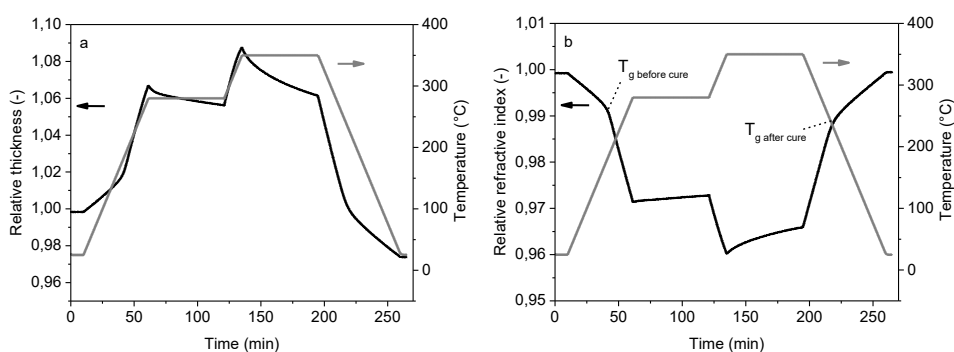 a
1,10
1,08
1,06
1,04
1,02
1,00
0,98
0,96
Relative thickness (-)
0 50 100 150 200 250
Time (min)
400
300
200
100
0
Temperature (°C)
b
1,01
1,00
0,99
0,98
0,97
0,96
0,95
Relative refractive index (-)
T g before cure
T g after cure
0 50 100 150 200 250
Time (min)
400
300
200
100
0
Temperature (°C)